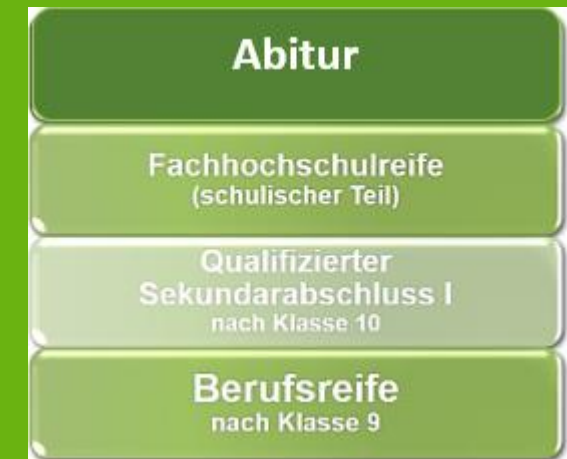 Abitur
Fachhochschulreife
(schulischer Teil)
Qualifizierter
Sekundarabschluss I
nach Klasse 10
Berufsreife
nach Klasse 9